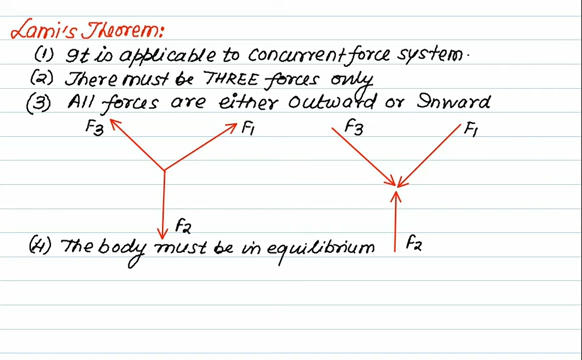 Lami's Theorem:
(1) It is applicable to concurrent force system.
(2) There must be THREE forces only
(3) All forces are either Outward or Inward
F3 F1 F3 F1
F2
(4) The body must be in equilibrium F2